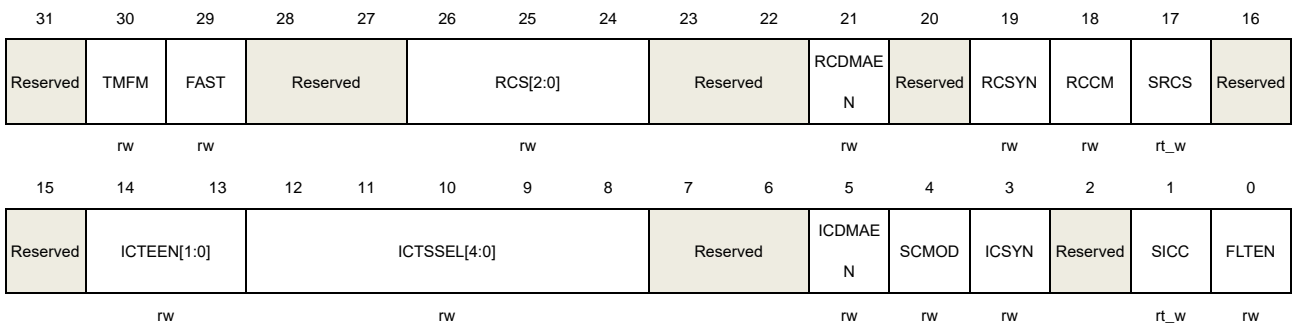 31 30 29 28 27 26 25 24 23 22 21 20 19 18 17 16
Reserved TMFM FAST Reserved RCS[2:0] Reserved RCDMAE
N Reserved RCSYN RCCM SRCS Reserved
rw rw rw rw rw rw rt_w
15 14 13 12 11 10 9 8 7 6 5 4 3 2 1 0
Reserved ICTEEN[1:0] ICTSSEL[4:0] Reserved ICDMAE
N SCMOD ICSYN Reserved SICC FLTEN
rw rw rw rw rw rt_w rw